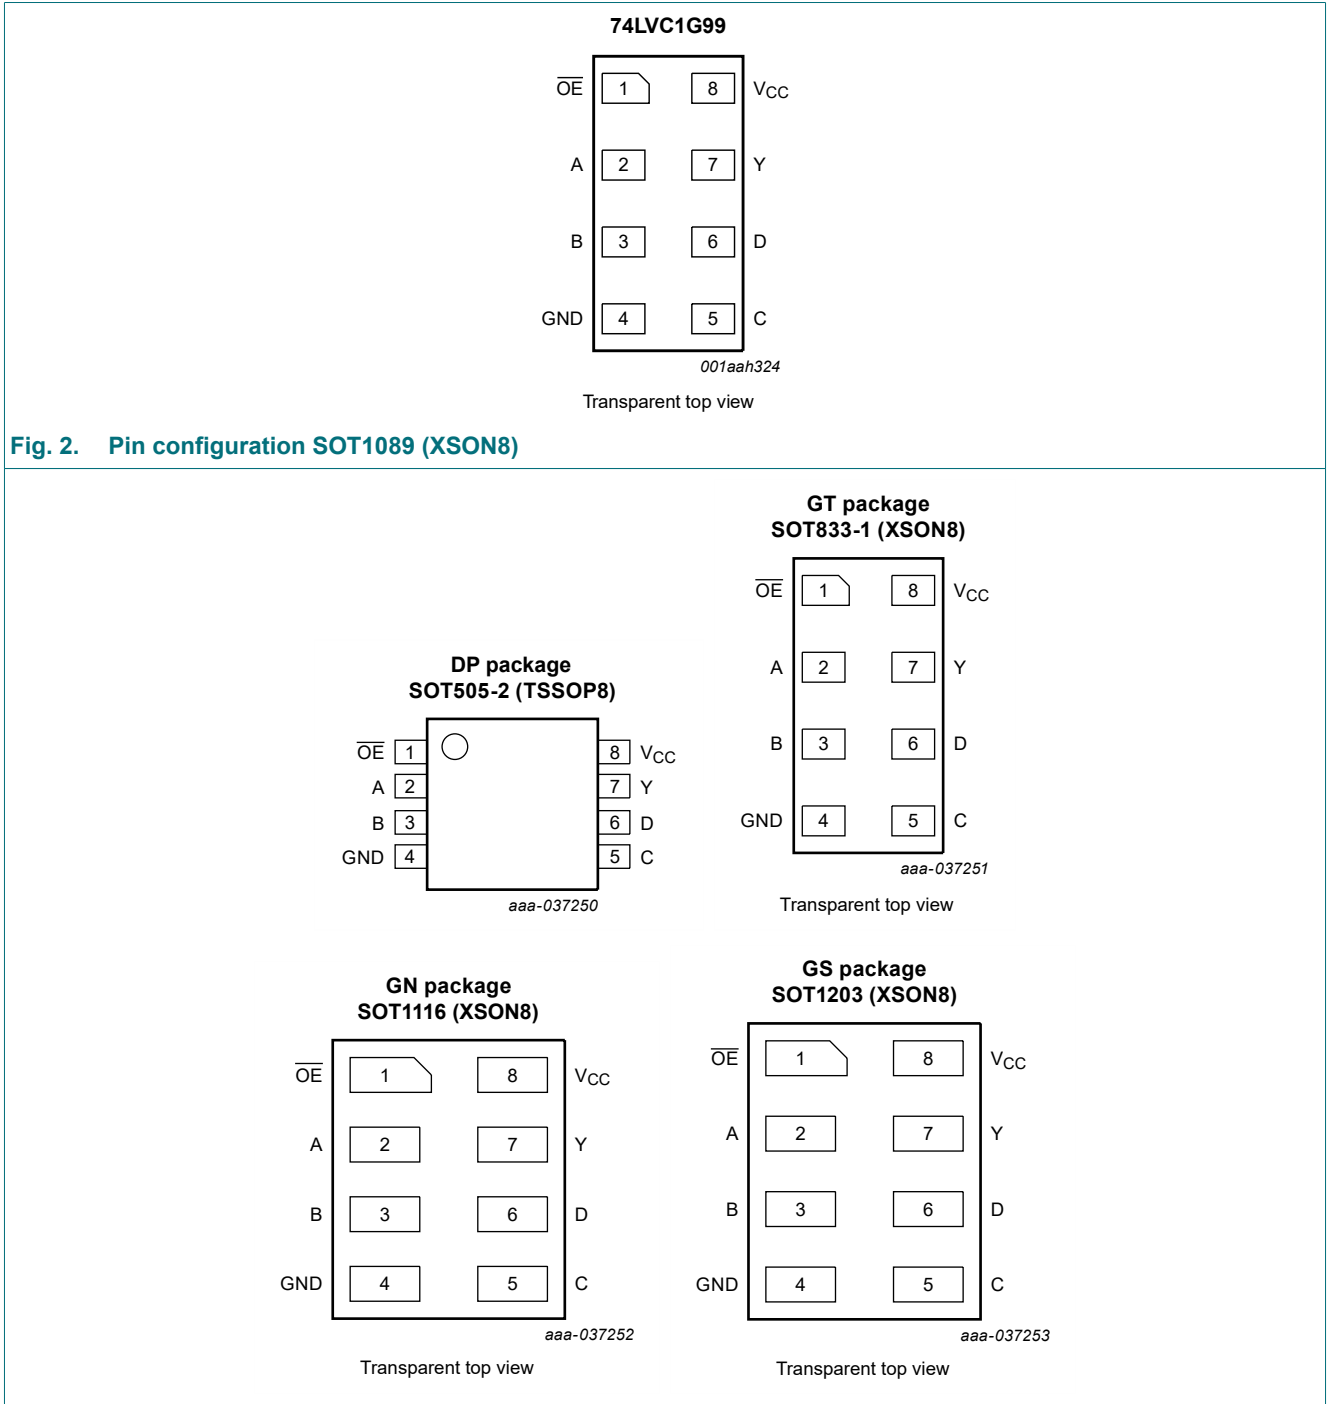 74LVC1G99
OE 1 8 VCC
A 2 7 Y
B 3 6 D
GND 4 5 C
001aah324
Transparent top view
Fig. 2. Pin configuration SOT1089 (XSON8)
GT package
SOT833-1 (XSON8)
OE 1 8 VCC
A 2 7 Y
B 3 6 D
GND 4 5 C
aaa-037251
Transparent top view
DP package
SOT505-2 (TSSOP8)
OE 1 8 VCC
A 2 7 Y
B 3 6 D
GND 4 5 C
aaa-037250
GN package
SOT1116 (XSON8)
OE 1 8 VCC
A 2 7 Y
B 3 6 D
GND 4 5 C
aaa-037252
Transparent top view
GS package
SOT1203 (XSON8)
OE 1 8 VCC
A 2 7 Y
B 3 6 D
GND 4 5 C
aaa-037253
Transparent top view